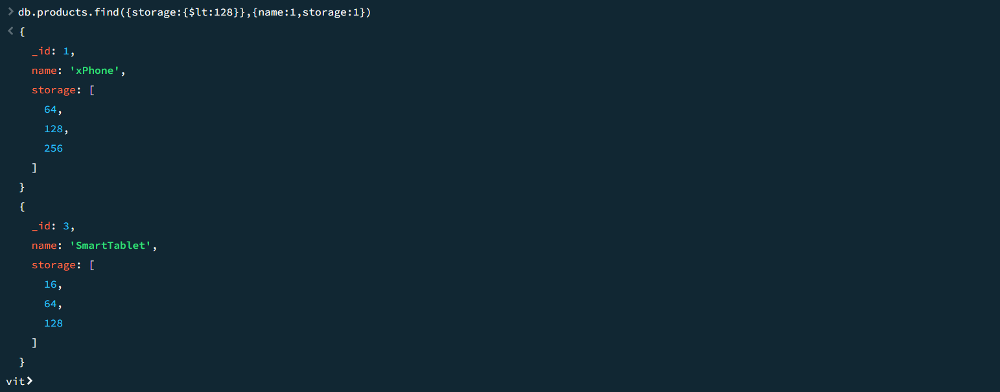 > db.products.find({storage:{$lt:128}},{name:1,storage:1})
< {
_id: 1,
name: 'xPhone',
storage: [
64,
128,
256
]
}
{
_id: 3,
name: 'SmartTablet',
storage: [
16,
64,
128
]
}
vit>